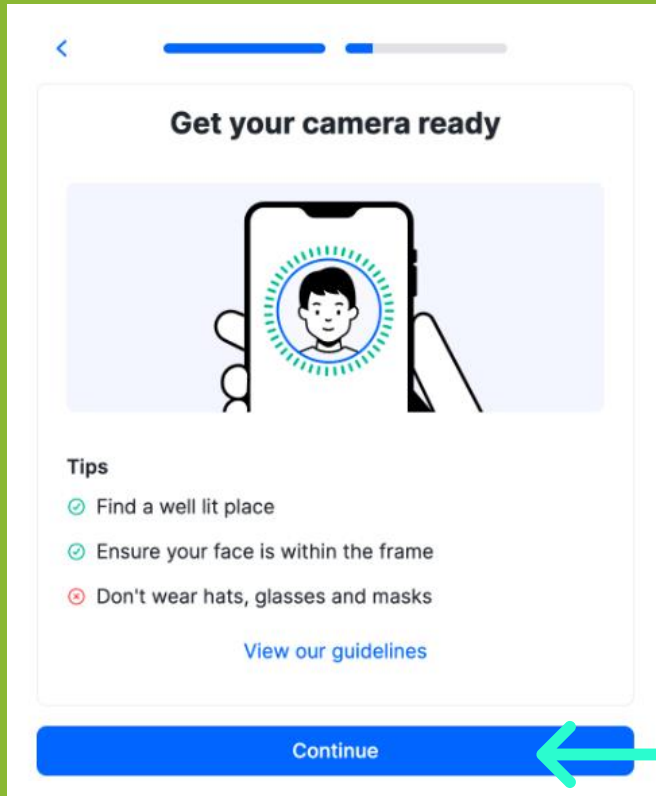 Get your camera ready
Tips
Find a well lit place
Ensure your face is within the frame
Don't wear hats, glasses and masks
View our guidelines
Continue